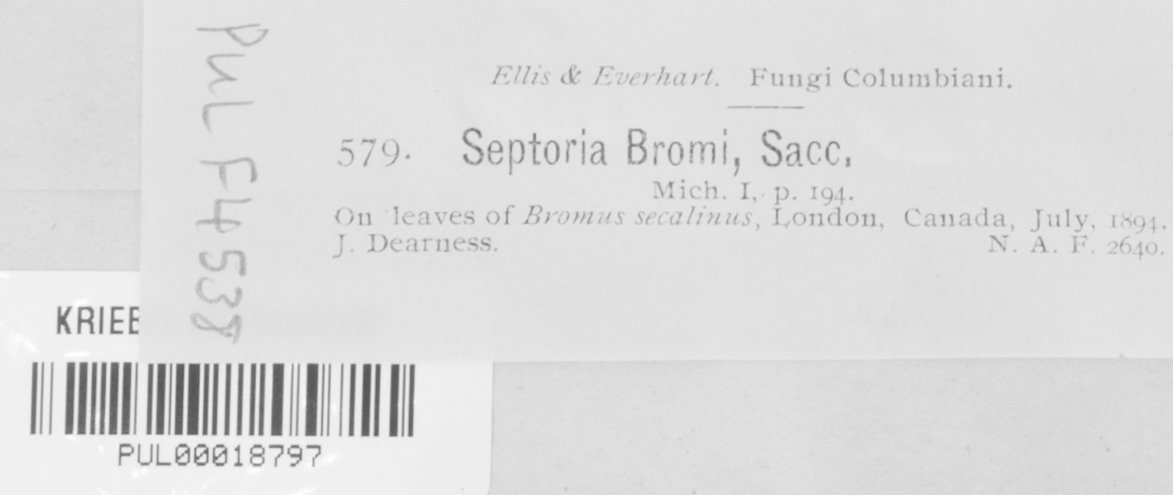 Ellis & Everhart. Fungi Columbiani.
579. Septoria Bromi, Sacc.
Mich. I, p. 194.
On leaves of Bromus secalinus, London, Canada, July, 1894.
J. Dearness. N. A. F. 2640.
PUL F4538
KRIEB
PUL00018797